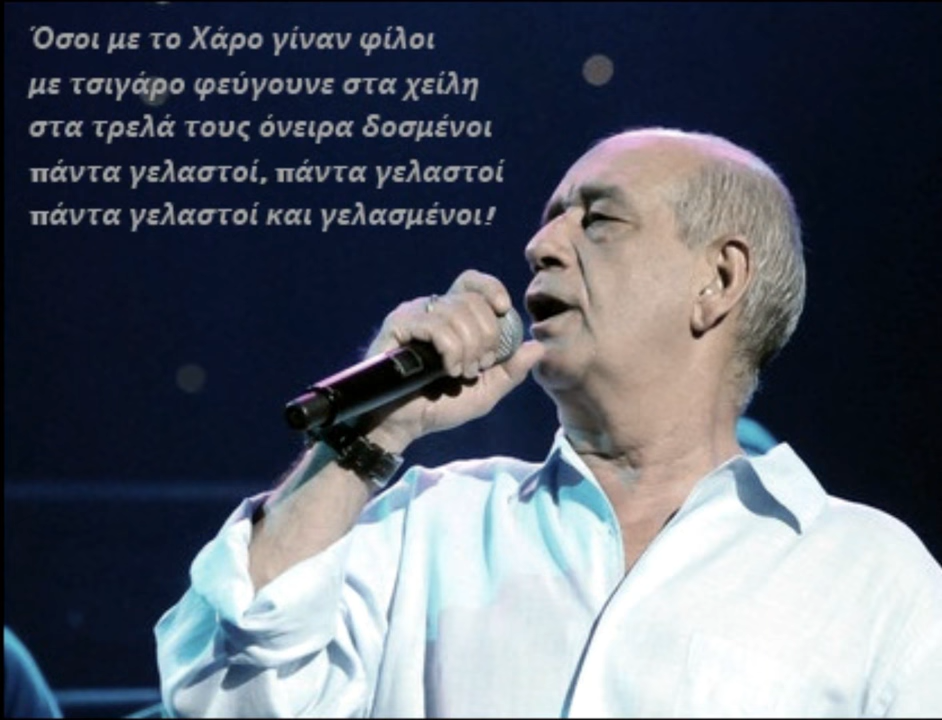 Όσοι με το Χάρο γίναν φίλοι
με τσιγάρο φεύγουνε στα χείλη
στα τρελά τους όνειρα δοσμένοι
πάντα γελαστοί, πάντα γελαστοί
πάντα γελαστοί και γελασμένοι!